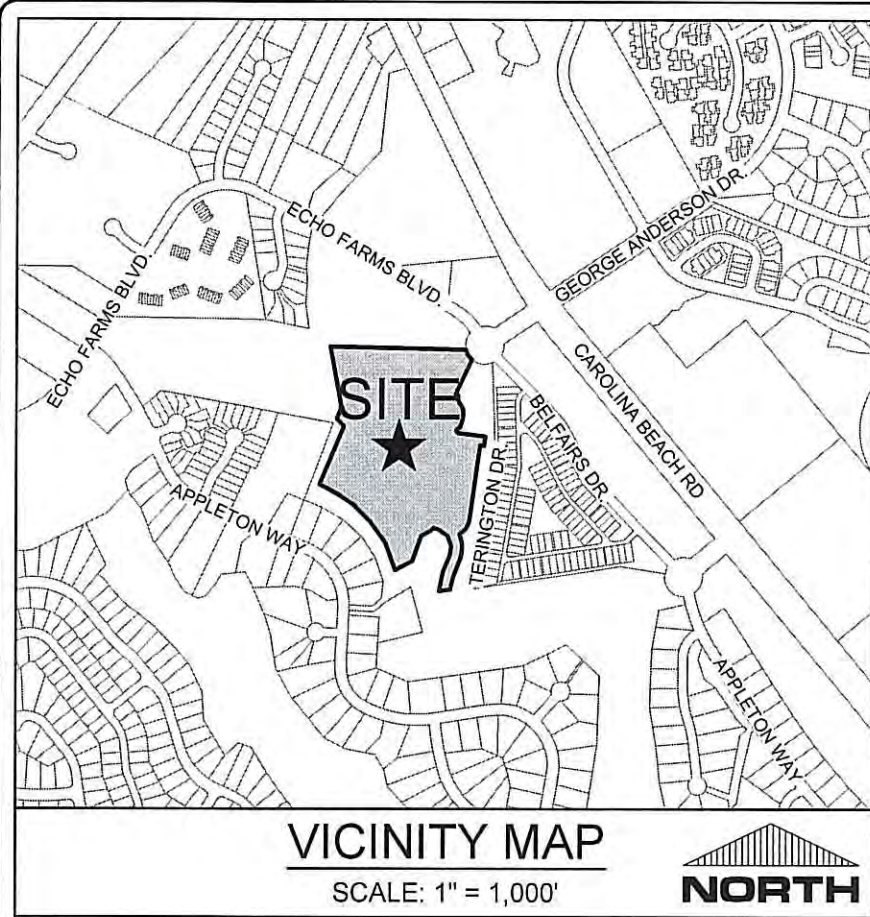 ECHO FARMS BLVD.
GEORGE ANDERSON DR.
ECHO FARMS BLVD.
CAROLINA BEACH RD
SITE
BELFAIRS DR.
TERINGTON DR.
APPLETON WAY
APPLETON WAY
VICINITY MAP
SCALE: 1" = 1,000'
NORTH